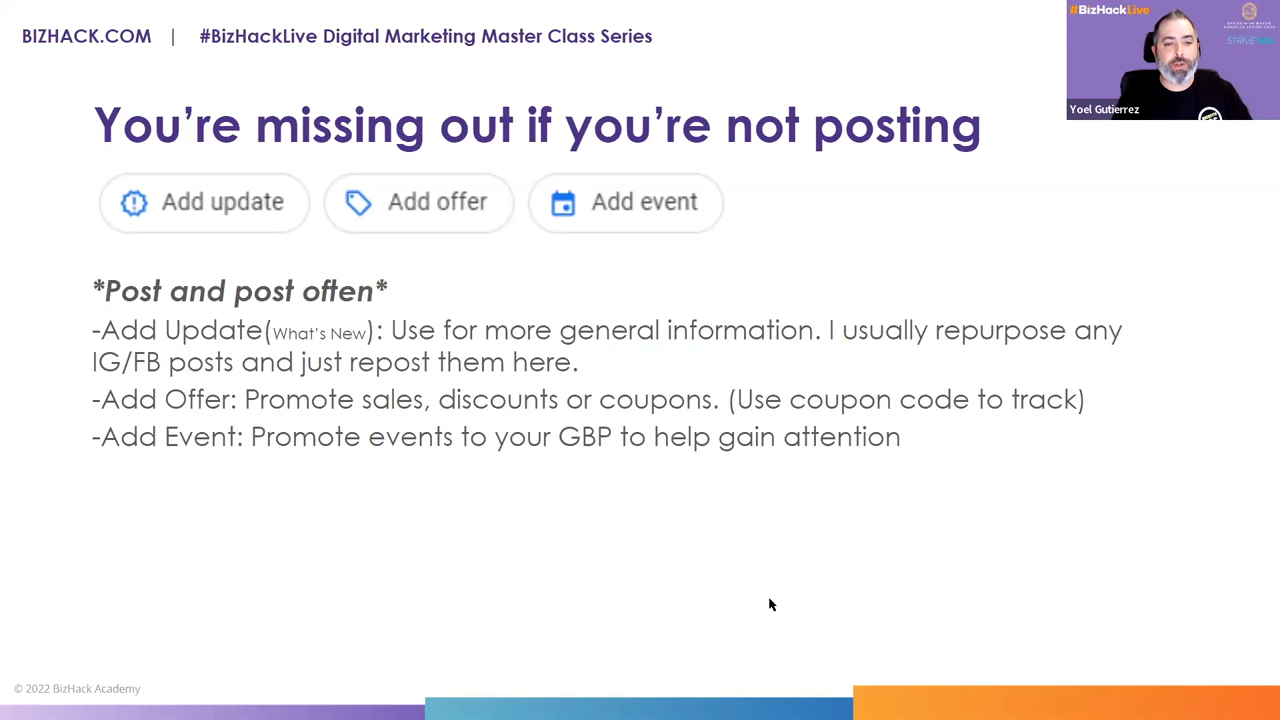 BIZHACK.COM | #BizHackLive Digital Marketing Master Class Series
#BizHackLive
Yoel Gutierrez
You're missing out if you're not posting
Add update
Add offer
Add event
*Post and post often*
-Add Update(What's New): Use for more general information. I usually repurpose any
IG/FB posts and just repost them here.
-Add Offer: Promote sales, discounts or coupons. (Use coupon code to track)
-Add Event: Promote events to your GBP to help gain attention
© 2022 BizHack Academy